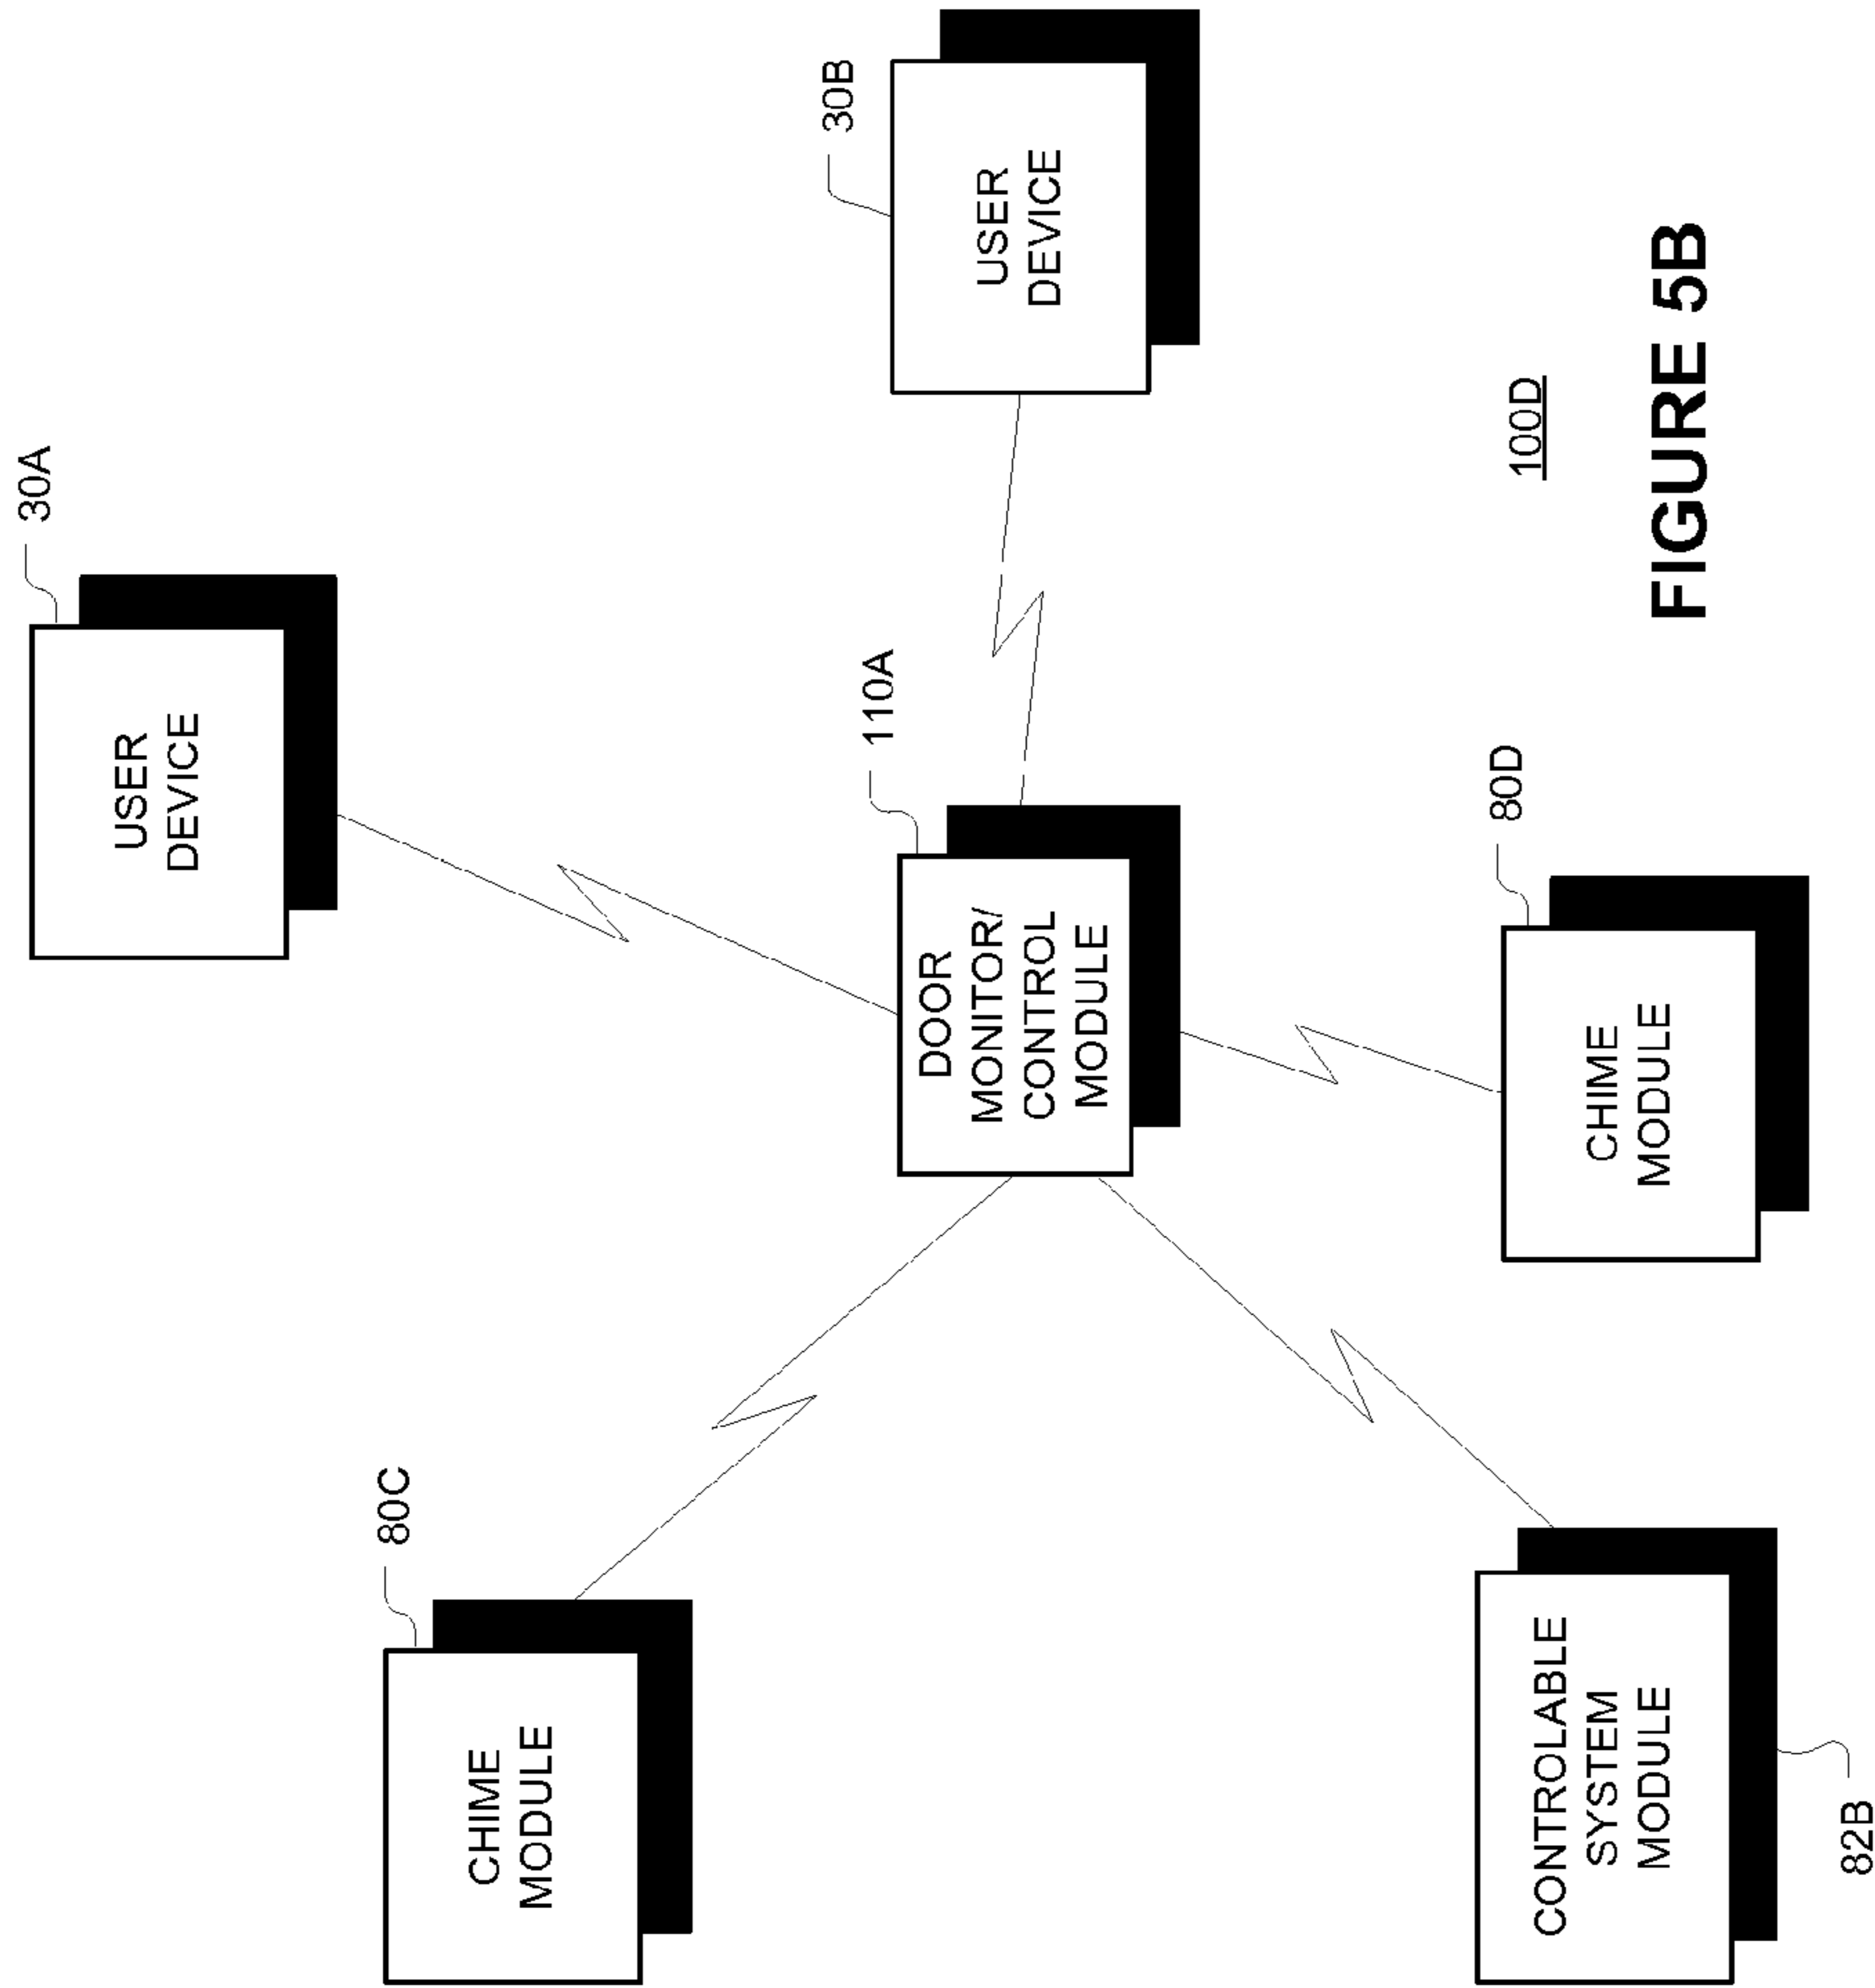 30A
USER
DEVICE
80C
CHIME
MODULE
110A
DOOR
MONITOR/
CONTROL
MODULE
30B
USER
DEVICE
CONTROLABLE
SYSTEM
MODULE
82B
80D
CHIME
MODULE
100D
FIGURE 5B